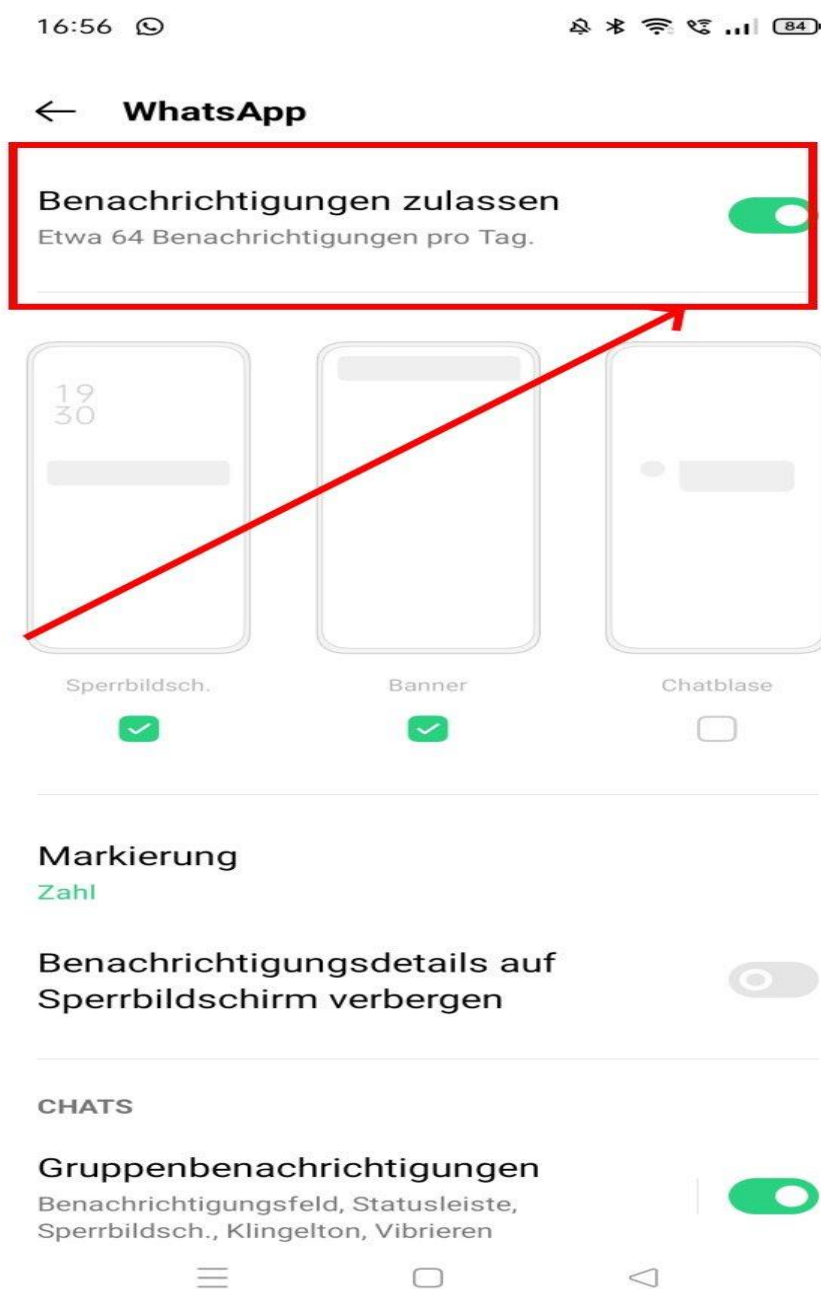 16:56
84
WhatsApp
Benachrichtigungen zulassen
Etwa 64 Benachrichtigungen pro Tag.
19
30
Sperrbildsch.
Banner
Chatblase
Markierung
Zahl
Benachrichtigungsdetails auf
Sperrbildschirm verbergen
CHATS
Gruppenbenachrichtigungen
Benachrichtigungsfeld, Statusleiste,
Sperrbildsch., Klingelton, Vibrieren